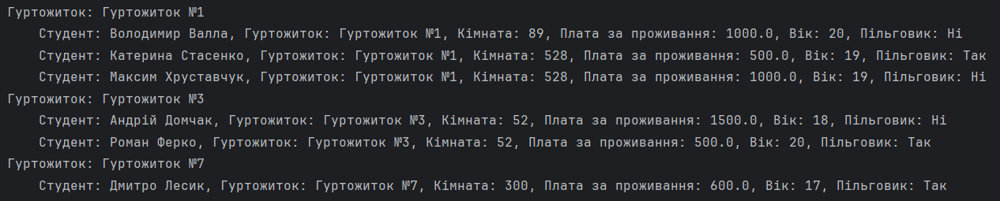 Гуртожиток: Гуртожиток №1
Студент: Володимир Валла, Гуртожиток: Гуртожиток №1, Кімната: 89, Плата за проживання: 1000.0, Вік: 20, Пільговик: Ні
Студент: Катерина Стасенко, Гуртожиток: Гуртожиток №1, Кімната: 528, Плата за проживання: 500.0, Вік: 19, Пільговик: Так
Студент: Максим Хруставчук, Гуртожиток: Гуртожиток №1, Кімната: 528, Плата за проживання: 1000.0, Вік: 19, Пільговик: Ні
Гуртожиток: Гуртожиток №3
Студент: Андрій Домчак, Гуртожиток: Гуртожиток №3, Кімната: 52, Плата за проживання: 1500.0, Вік: 18, Пільговик: Ні
Студент: Роман Ферко, Гуртожиток: Гуртожиток №3, Кімната: 52, Плата за проживання: 500.0, Вік: 20, Пільговик: Так
Гуртожиток: Гуртожиток №7
Студент: Дмитро Лесик, Гуртожиток: Гуртожиток №7, Кімната: 300, Плата за проживання: 600.0, Вік: 17, Пільговик: Так